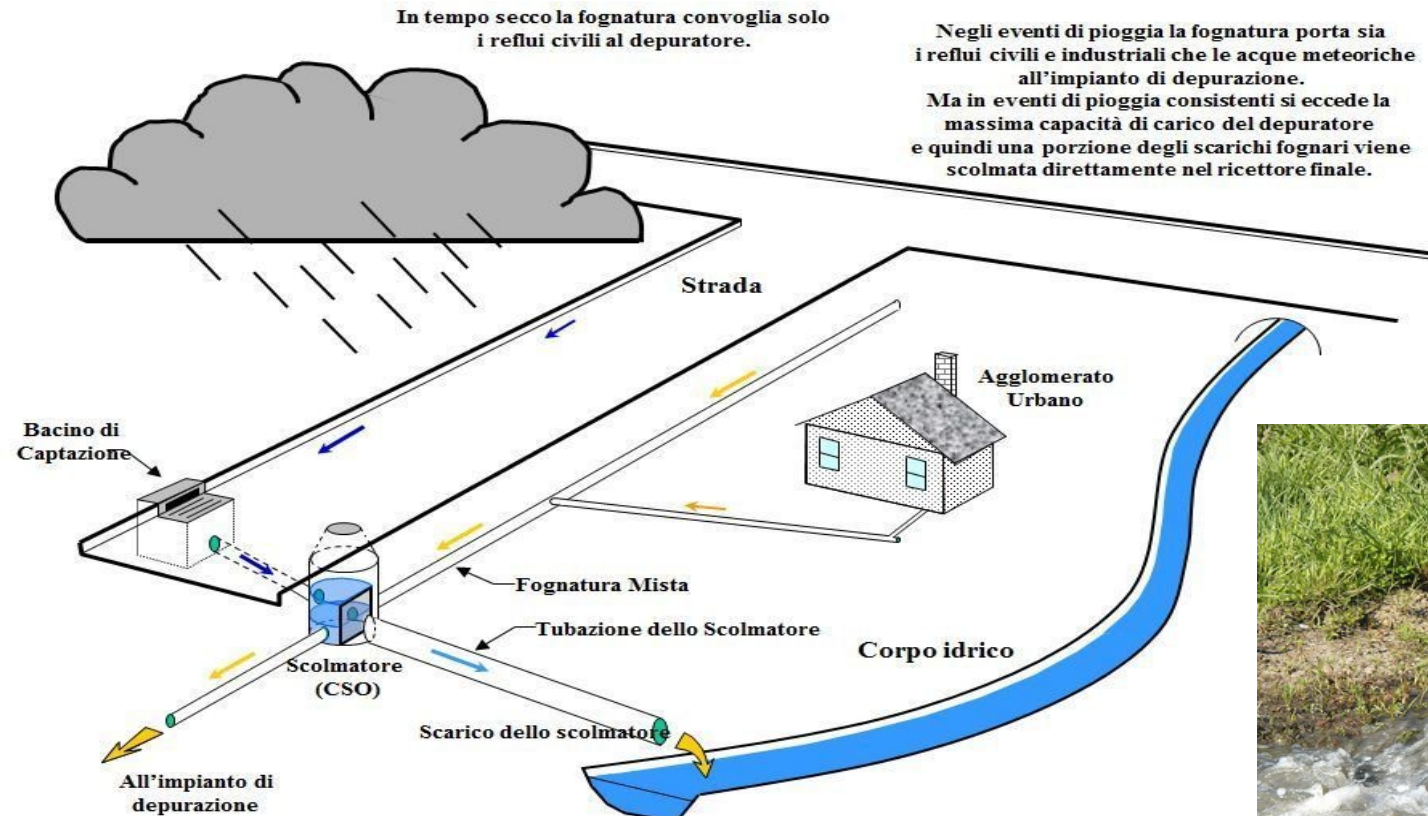 In tempo secco la fognatura convoglia solo
i reflui civili al depuratore.
Negli eventi di pioggia la fognatura porta sia
i reflui civili e industriali che le acque meteoriche
all'impianto di depurazione.
Ma in eventi di pioggia consistenti si eccede la
massima capacità di carico del depuratore
e quindi una porzione degli scarichi fognari viene
scolmata direttamente nel ricettore finale.
Strada
Agglomerato
Urbano
Bacino di
Captazione
Fognatura Mista
Tubazione dello Scolmatore
Corpo idrico
Scolmatore
(CSO)
Scarico dello scolmatore
All'impianto di
depurazione